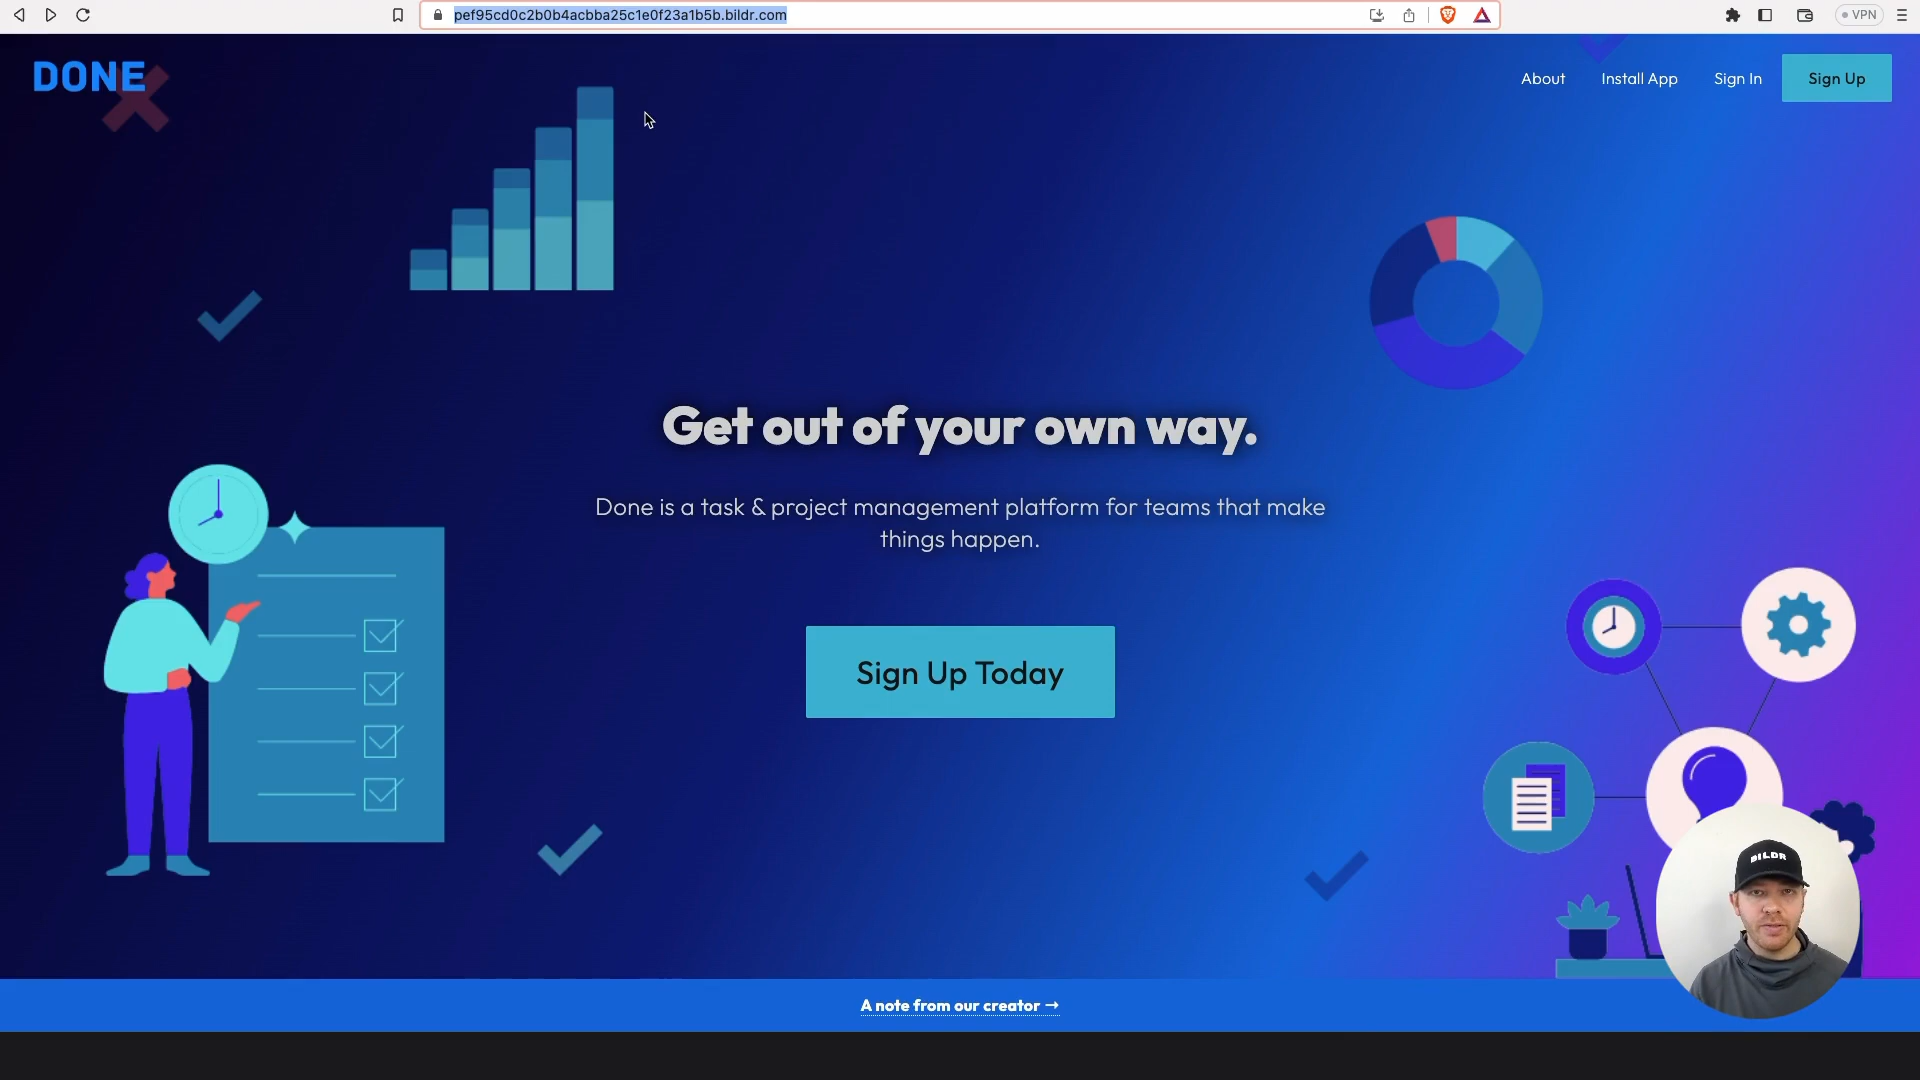 pef95cd0c2b0b4acbba25c1e0f23a1b5b.bildr.com
VPN
DONE
About
Install App
Sign In
Sign Up
Get out of your own way.
Done is a task & project management platform for teams that make
things happen.
Sign Up Today
BILDR
A note from our creator →